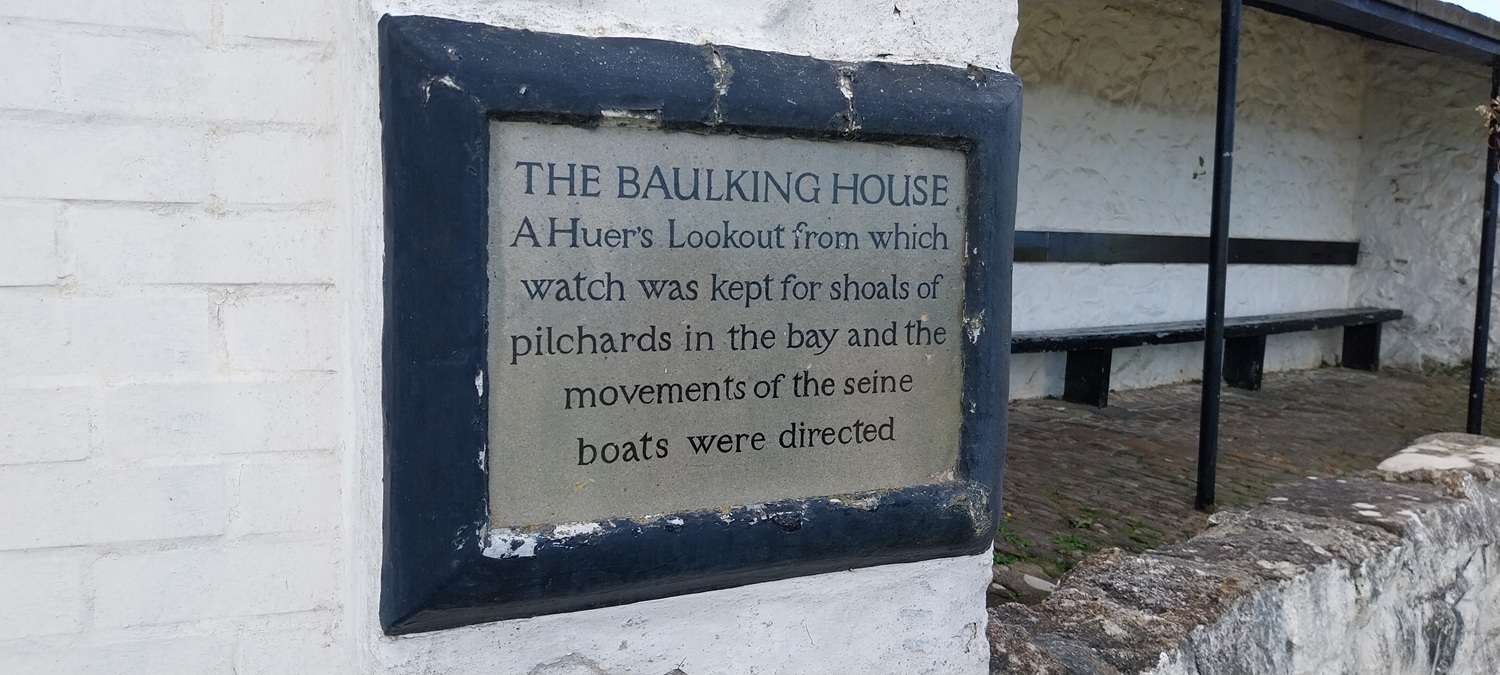 THE BAULKING HOUSE
A Huer's Lookout from which
watch was kept for shoals of
pilchards in the bay and the
movements of the seine
boats were directed